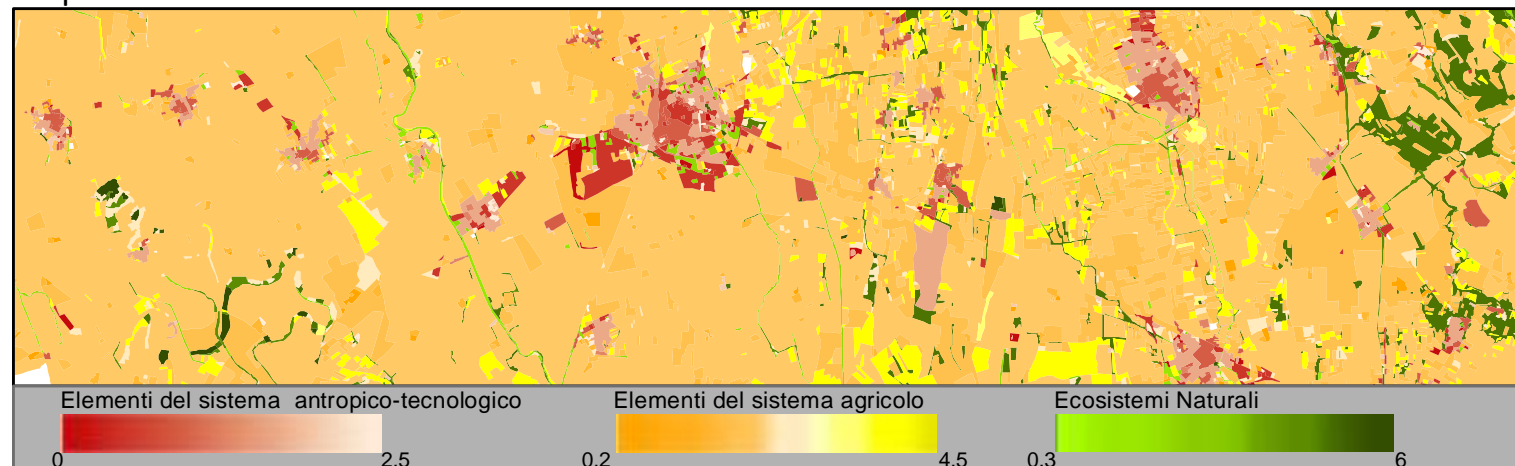 Elementi del sistema antropico-tecnologico
Elementi del sistema agricolo
Ecosistemi Naturali
0 2.5 0.2 4.5 0.3 6